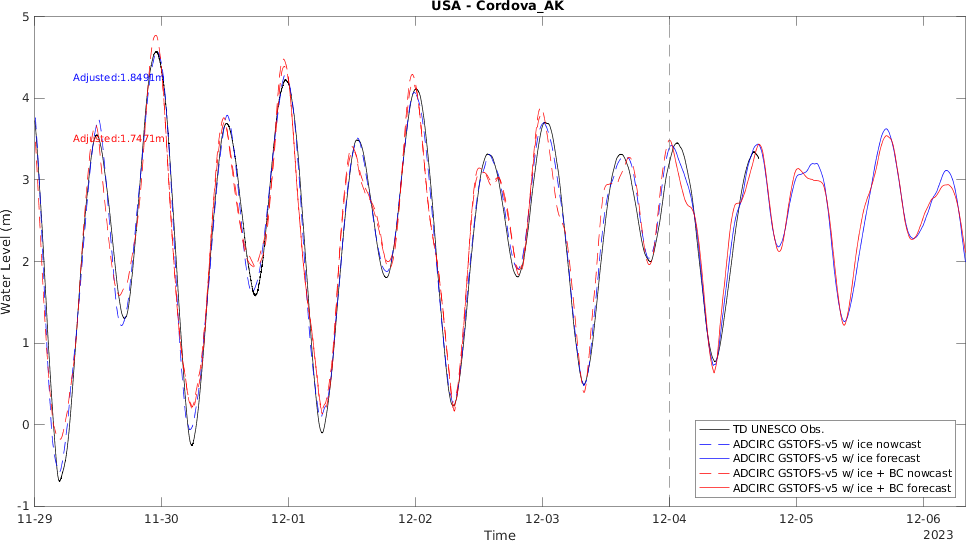 USA - Cordova_AK
5
4
3
2
1
0
-1
Water Level (m)
Adjusted:1.8491m
Adjusted:1.7471m
TD UNESCO Obs.
ADCIRC GSTOFS-v5 w/ ice nowcast
ADCIRC GSTOFS-v5 w/ ice forecast
ADCIRC GSTOFS-v5 w/ ice + BC nowcast
ADCIRC GSTOFS-v5 w/ ice + BC forecast
11-29 11-30 12-01 12-02 12-03 12-04 12-05 12-06
Time
2023